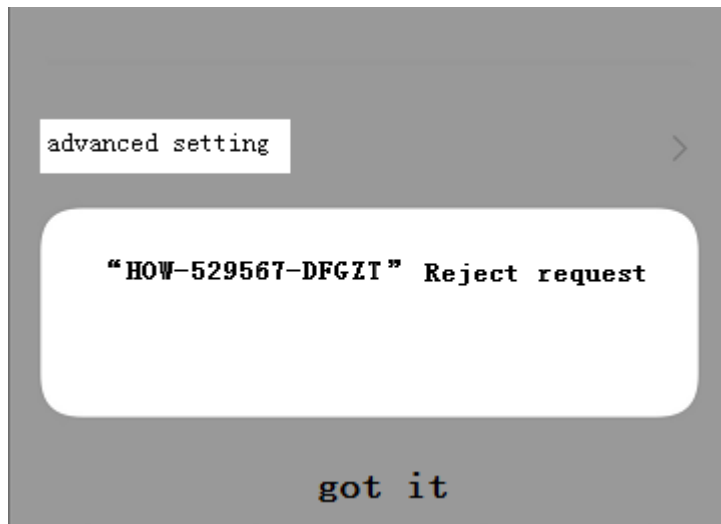 advanced setting
“HOW-529567-DFGZT” Reject request
got it